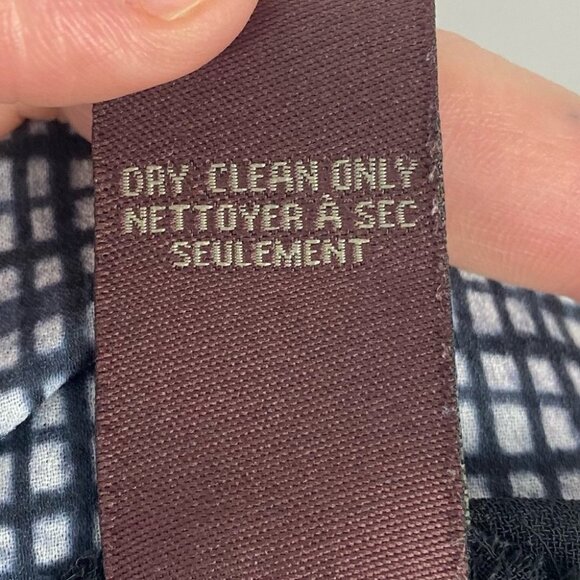 DRY CLEAN ONLY
NETTOYER À SEC
SEULEMENT